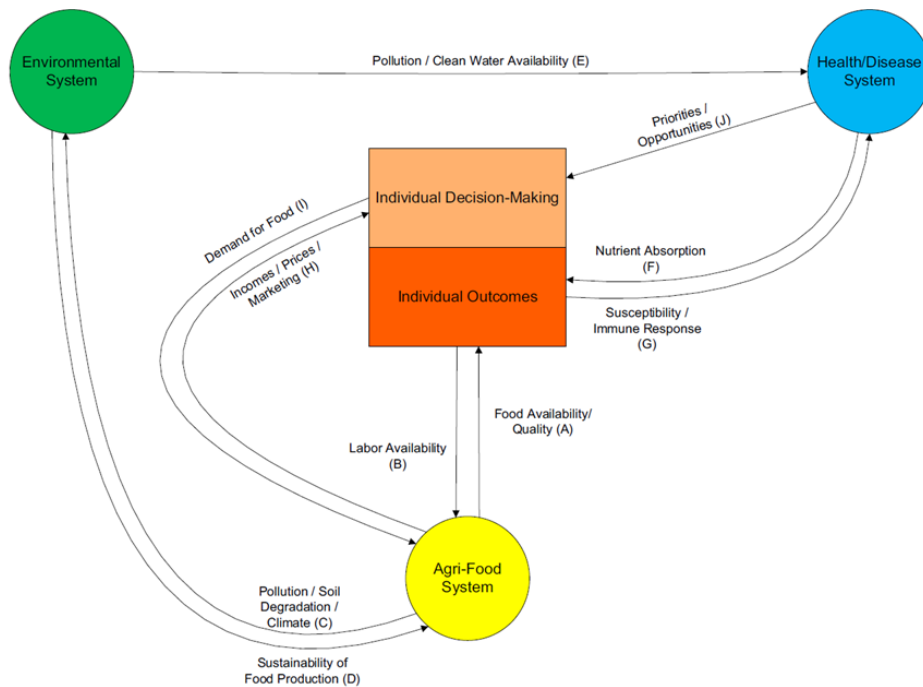 Environmental
System
Pollution / Clean Water Availability (E)
Health/Disease
System
Priorities /
Opportunities (J)
Individual Decision-Making
Demand for Food (I)
Incomes / Prices /
Marketing (H)
Nutrient Absorption
(F)
Individual Outcomes
Susceptibility /
Immune Response
(G)
Food Availability/
Quality (A)
Labor Availability
(B)
Agri-Food
System
Pollution / Soil
Degradation /
Climate (C)
Sustainability of
Food Production (D)